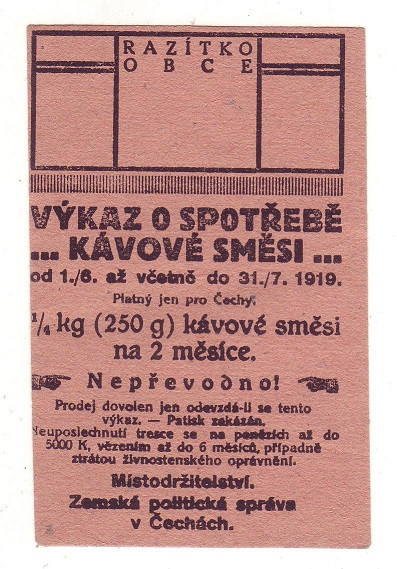 RAZÍTKO
OBCE
VÝKAZ O SPOTŘEBĚ
... KÁVOVÉ SMĚSI ...
od 1./6. až včetně do 31./7. 1919.
Platný jen pro Čechy.
¼ kg (250 g) kávové směsi
na 2 měsíce.
Nepřevodno!
Prodej dovolen jen odevzdá-li se tento
výkaz. — Patisk zakázán.
Neuposlechnutí tresce se na penězích až do
5000 K, vězením až do 6 měsíců, případně
ztrátou živnostenského oprávnění.
Místodržitelství.
Zemská politická správa
v Čechách.